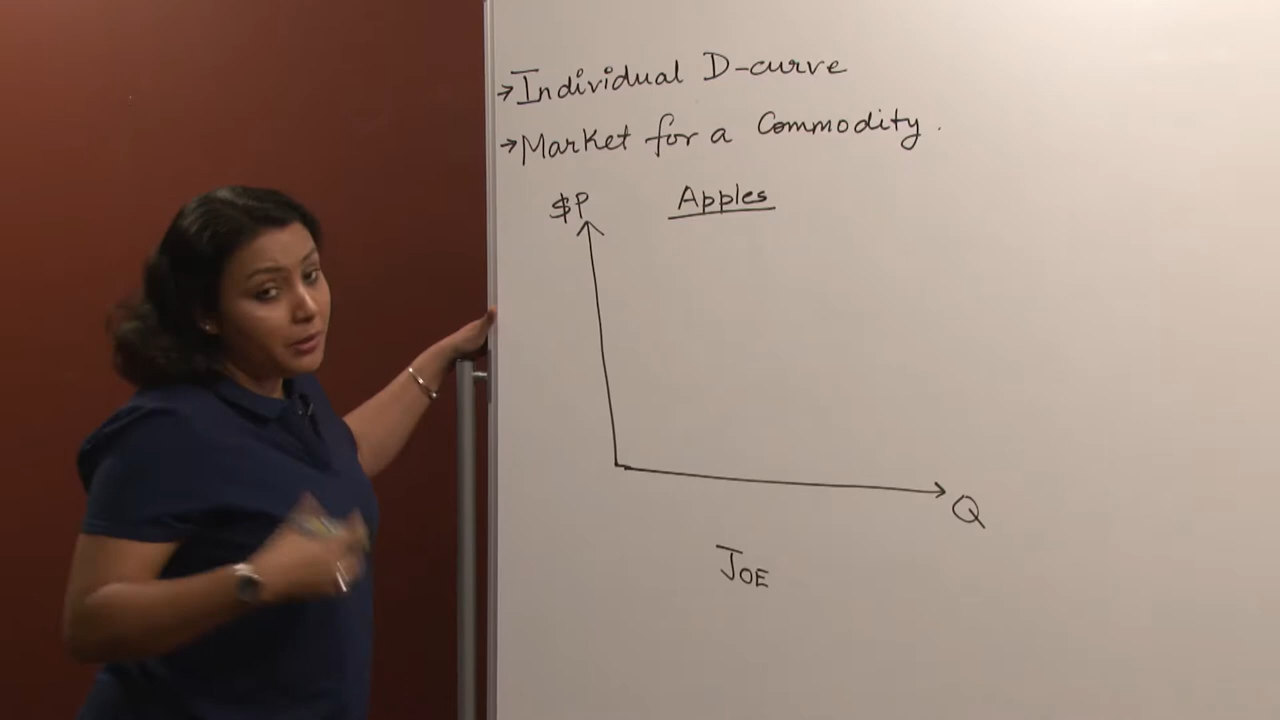 →Individual D-curve
→Market for a Commodity.
$P
Apples
Q
JOE